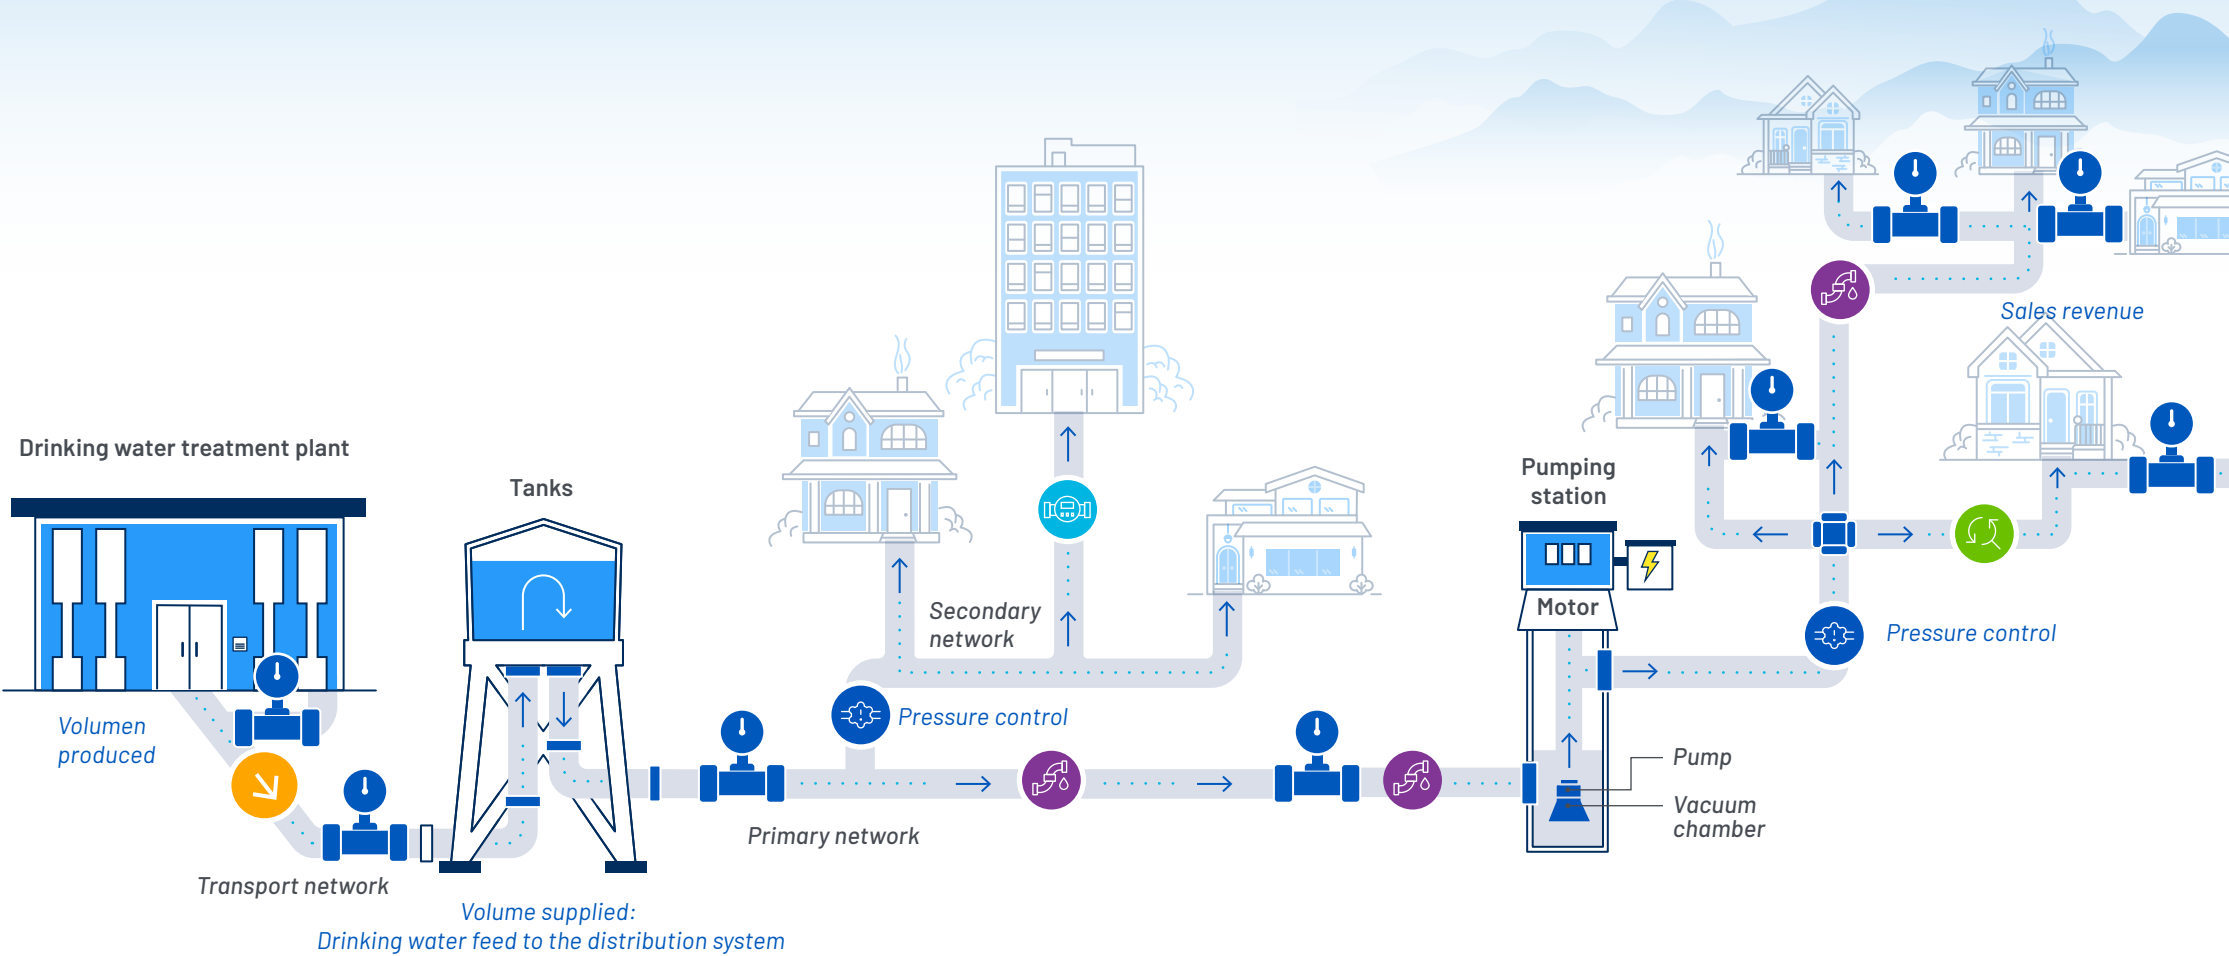 Drinking water treatment plant
Tanks
Volumen
produced
Transport network
Volume supplied:
Drinking water feed to the distribution system
Secondary
network
Pressure control
Primary network
Pumping
station
Motor
Pump
Vacuum
chamber
Pressure control
Sales revenue